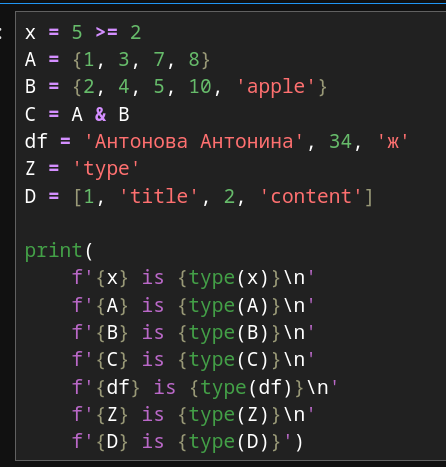 :
x = 5 >= 2
A = {1, 3, 7, 8}
B = {2, 4, 5, 10, 'apple'}
C = A & B
df = 'Антонова Антонина', 34, 'ж'
Z = 'type'
D = [1, 'title', 2, 'content']

print(
    f'{x} is {type(x)}\n'
    f'{A} is {type(A)}\n'
    f'{B} is {type(B)}\n'
    f'{C} is {type(C)}\n'
    f'{df} is {type(df)}\n'
    f'{Z} is {type(Z)}\n'
    f'{D} is {type(D)}')